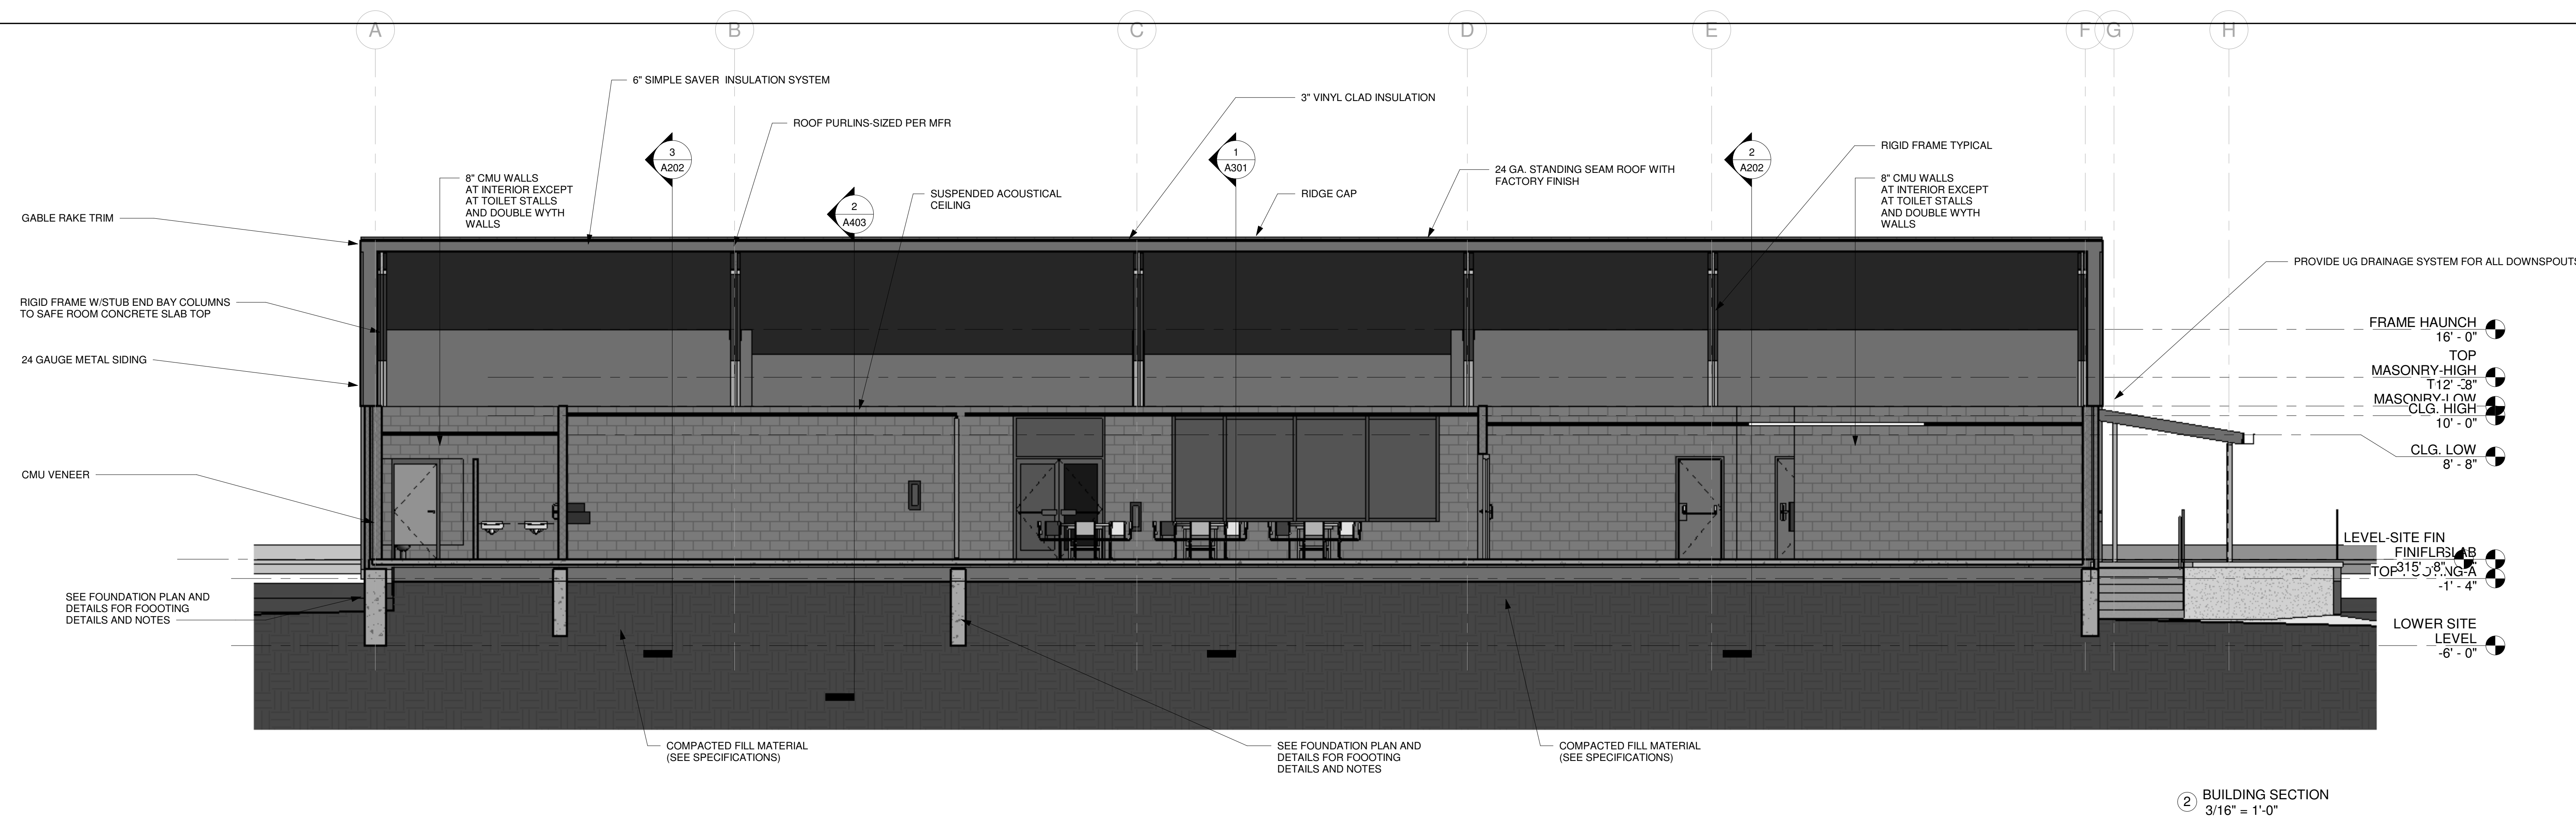 A
B
C
D
E
F
G
H
6" SIMPLE SAVER INSULATION SYSTEM
3" VINYL CLAD INSULATION
ROOF PURLINS-SIZED PER MFR
RIGID FRAME TYPICAL
3
A202
1
A301
2
A202
24 GA. STANDING SEAM ROOF WITH
FACTORY FINISH
8" CMU WALLS
AT INTERIOR EXCEPT
AT TOILET STALLS
AND DOUBLE WYTH
WALLS
SUSPENDED ACOUSTICAL
CEILING
RIDGE CAP
8" CMU WALLS
AT INTERIOR EXCEPT
AT TOILET STALLS
AND DOUBLE WYTH
WALLS
2
A403
GABLE RAKE TRIM
PROVIDE UG DRAINAGE SYSTEM FOR ALL DOWNSPOUTS
RIGID FRAME W/STUB END BAY COLUMNS
TO SAFE ROOM CONCRETE SLAB TOP
FRAME HAUNCH
16' - 0"
24 GAUGE METAL SIDING
TOP
MASONRY-HIGH
12' - 8"
MASONRY-LOW
CLG. HIGH
10' - 0"
CLG. LOW
8' - 8"
CMU VENEER
LEVEL-SITE FIN
315' - 8"
-1' - 4"
SEE FOUNDATION PLAN AND
DETAILS FOR FOOOTING
DETAILS AND NOTES
LOWER SITE
LEVEL
-6' - 0"
COMPACTED FILL MATERIAL
(SEE SPECIFICATIONS)
SEE FOUNDATION PLAN AND
DETAILS FOR FOOOTING
DETAILS AND NOTES
COMPACTED FILL MATERIAL
(SEE SPECIFICATIONS)
2
BUILDING SECTION
3/16" = 1'-0"